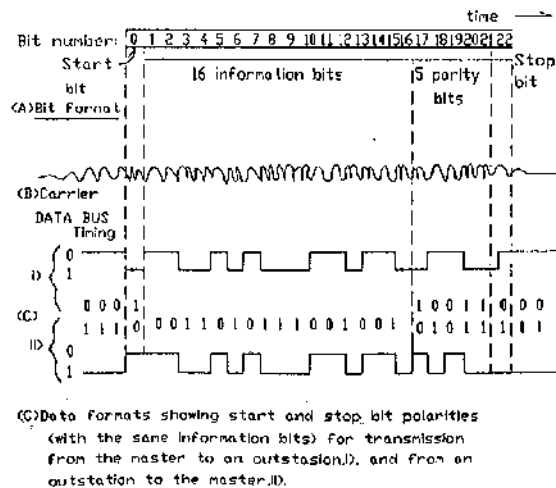 time
Bit number: 0 1 2 3 4 5 6 7 8 9 10 11 12 13 14 15 16 17 18 19 20 21 22
Start bit
16 information bits
5 parity bits
Stop bit
(A)Bit format
(B)Carrier
DATA BUS Timing
I)
0
1
0 0 0 1
1 0 0 1 1 0 0 0
(C)
1 1 1 0 0 0 1 1 0 1 0 1 1 1 0 0 1 0 0 1
0 1 0 1 1 1 1 1
II)
0
1
(C)Data formats showing start and stop bit polarities
(with the same information bits) for transmission
from the master to an outstasion,I), and from an
outstation to the master,II).